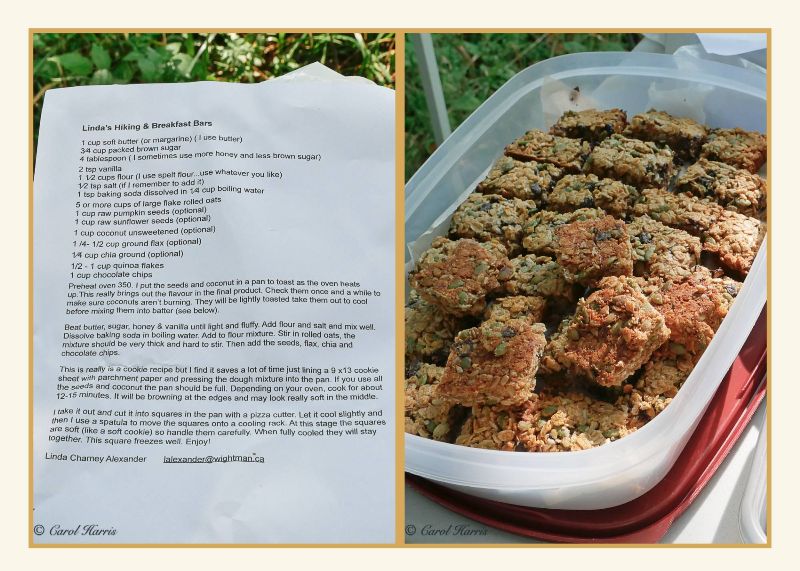 Linda's Hiking & Breakfast Bars
1 cup soft butter (or margarine) ( I use butter)
3⁄4 cup packed brown sugar
4 tablespoon ( I sometimes use more honey and less brown sugar)
2 tsp vanilla
1 1⁄2 cups flour (I use spelt flour...use whatever you like)
1⁄2 tsp salt (if I remember to add it)
1 tsp baking soda dissolved in 1⁄4 cup boiling water
5 or more cups of large flake rolled oats
1 cup raw pumpkin seeds (optional)
1 cup raw sunflower seeds (optional)
1 cup coconut unsweetened (optional)
1 /4- 1/2 cup ground flax (optional)
1⁄4 cup chia ground (optional)
1/2 - 1 cup quinoa flakes
1 cup chocolate chips
Preheat oven 350. I put the seeds and coconut in a pan to toast as the oven heats
up. This really brings out the flavour in the final product. Check them once and a while to
make sure coconuts aren't burning. They will be lightly toasted take them out to cool
before mixing them into batter (see below).
Beat butter, sugar, honey & vanilla until light and fluffy. Add flour and salt and mix well.
Dissolve baking soda in boiling water. Add to flour mixture. Stir in rolled oats, the
mixture should be very thick and hard to stir. Then add the seeds, flax, chia and
chocolate chips.
This is really is a cookie recipe but I find it saves a lot of time just lining a 9 x13 cookie
sheet with parchment paper and pressing the dough mixture into the pan. If you use all
the seeds and coconut the pan should be full. Depending on your oven, cook for about
12-15 minutes. It will be browning at the edges and may look really soft in the middle.
I take it out and cut it into squares in the pan with a pizza cutter. Let it cool slightly and
then I use a spatula to move the squares onto a cooling rack. At this stage the squares
are soft (like a soft cookie) so handle them carefully. When fully cooled they will stay
together. This square freezes well. Enjoy!
Linda Charney Alexander lalexander@wightman.ca
© Carol Harris
© Carol Harris